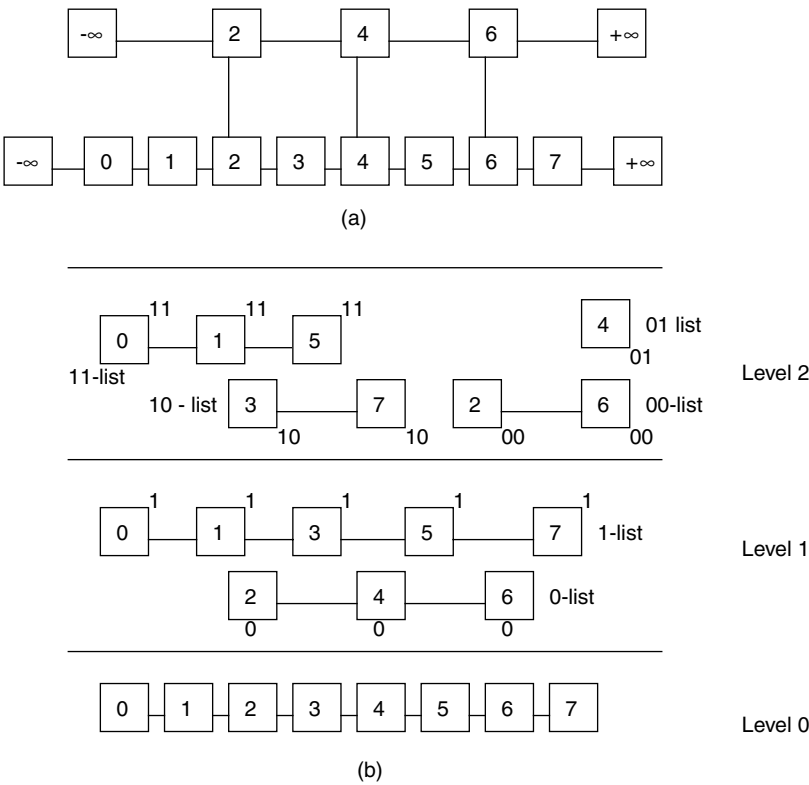 -∞ 2 4 6 +∞
-∞ 0 1 2 3 4 5 6 7 +∞
(a)
11 11 11
0 1 5 4 01 list
01
11-list
Level 2
10 - list 3 7 2 6 00-list
10 10 00 00
1 1 1 1 1
0 1 3 5 7 1-list
Level 1
2 4 6 0-list
0 0 0
0 1 2 3 4 5 6 7
Level 0
(b)